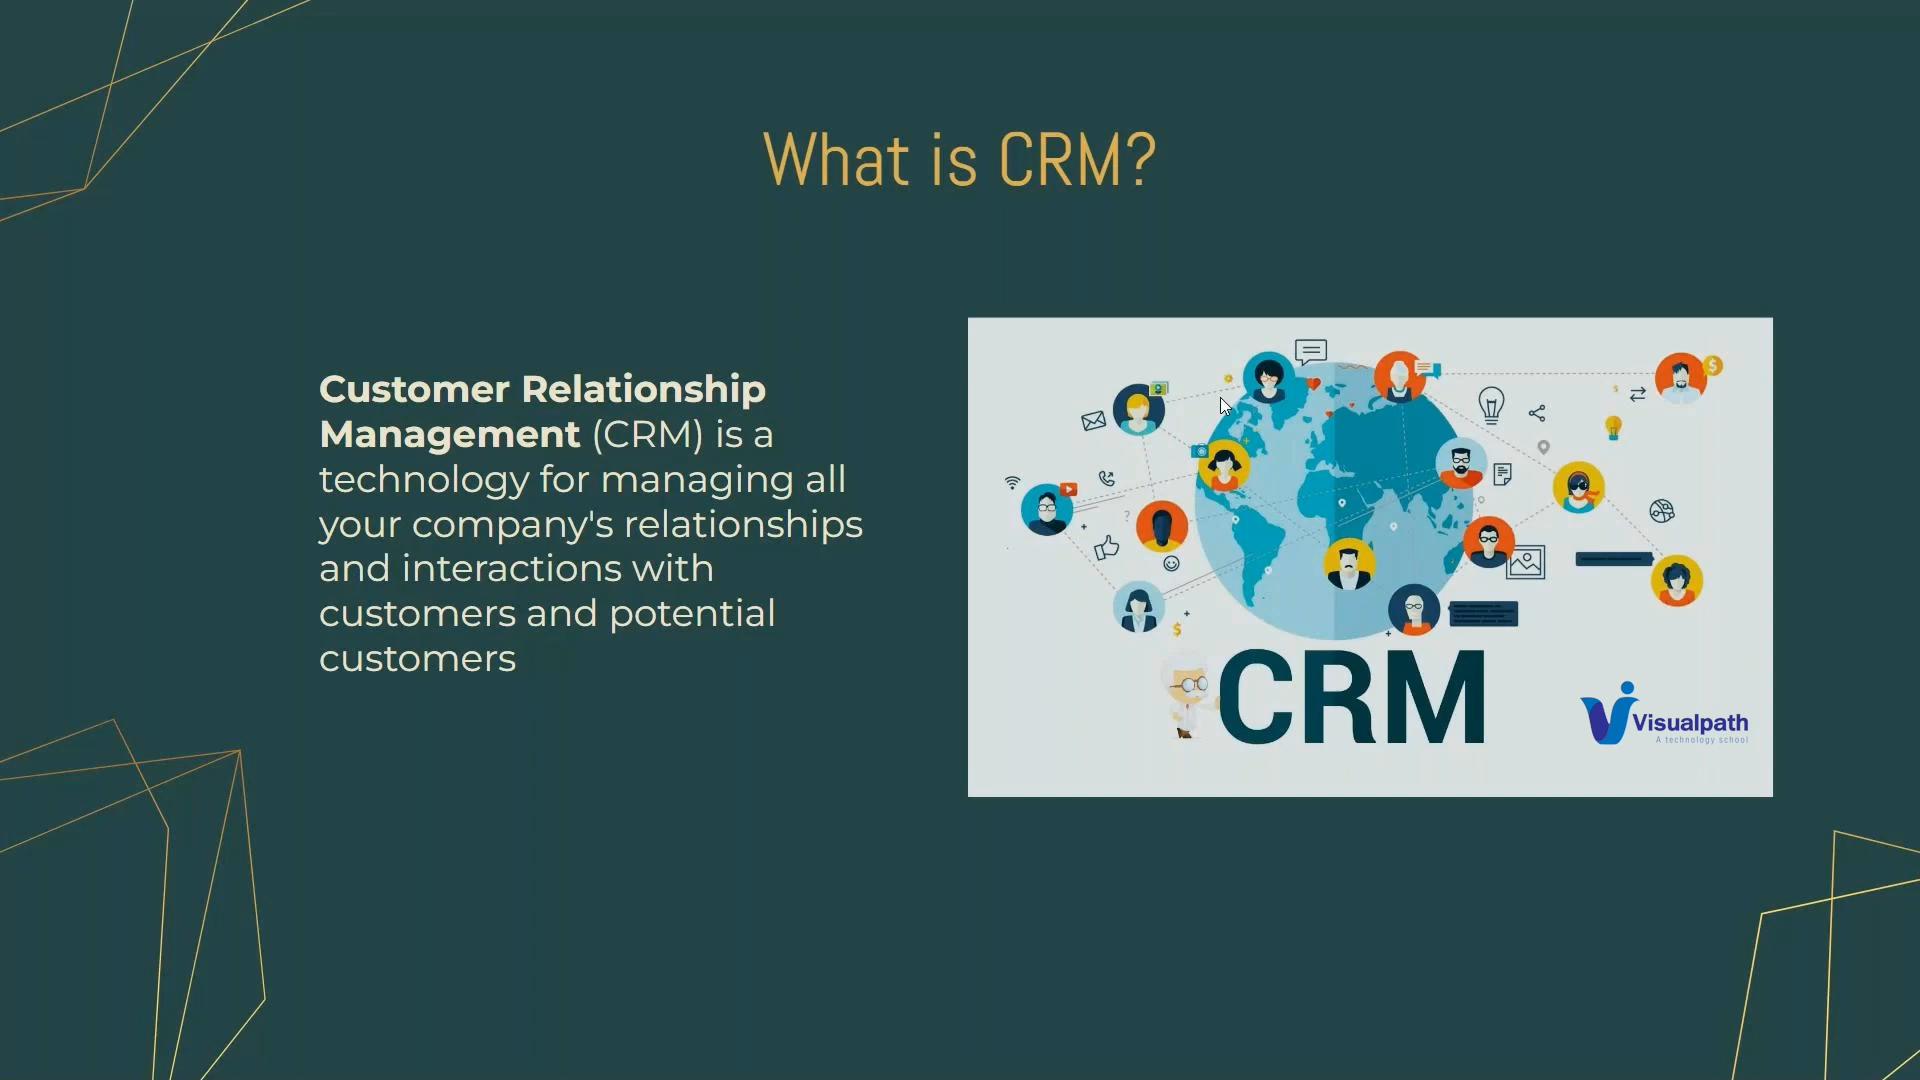 What is CRM?
Customer Relationship
Management (CRM) is a
technology for managing all
your company's relationships
and interactions with
customers and potential
customers
CRM
Visualpath
A technology school